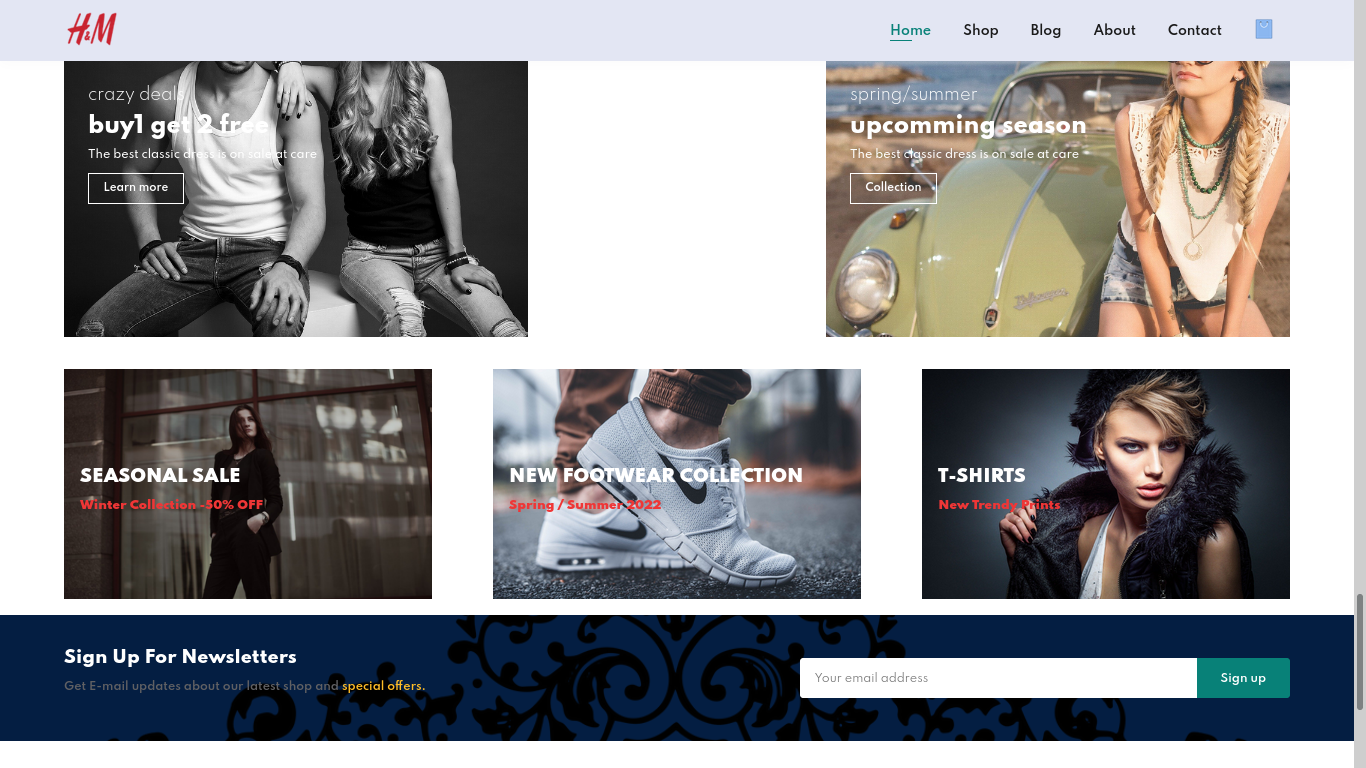 H&M
Home Shop Blog About Contact
crazy deals
buy1 get 2 free
The best classic dress is on sale at care
Learn more
spring/summer
upcomming season
The best classic dress is on sale at care
Collection
SEASONAL SALE
Winter Collection -50% OFF
NEW FOOTWEAR COLLECTION
Spring / Summer 2022
T-SHIRTS
New Trendy Prints
Sign Up For Newsletters
Get E-mail updates about our latest shop and special offers.
Your email address
Sign up